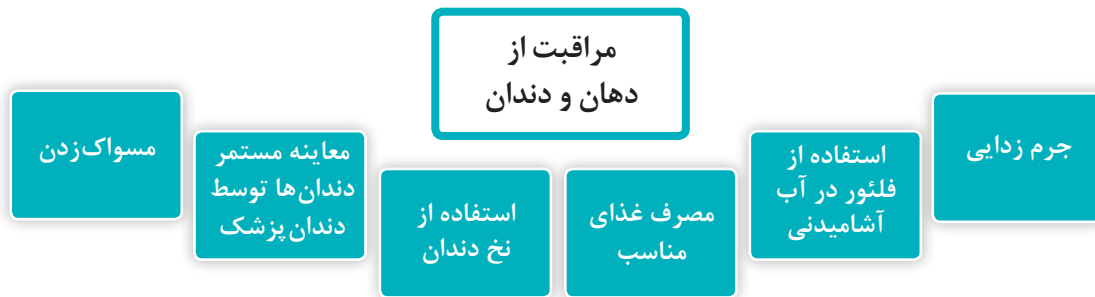 مراقبت از
دهان و دندان
جرم زدایی
استفاده از
فلئور در آب
آشامیدنی
مصرف غذای
مناسب
استفاده از
نخ دندان
معاینه مستمر
دندان‌ها توسط
دندان‌پزشک
مسواک‌زدن